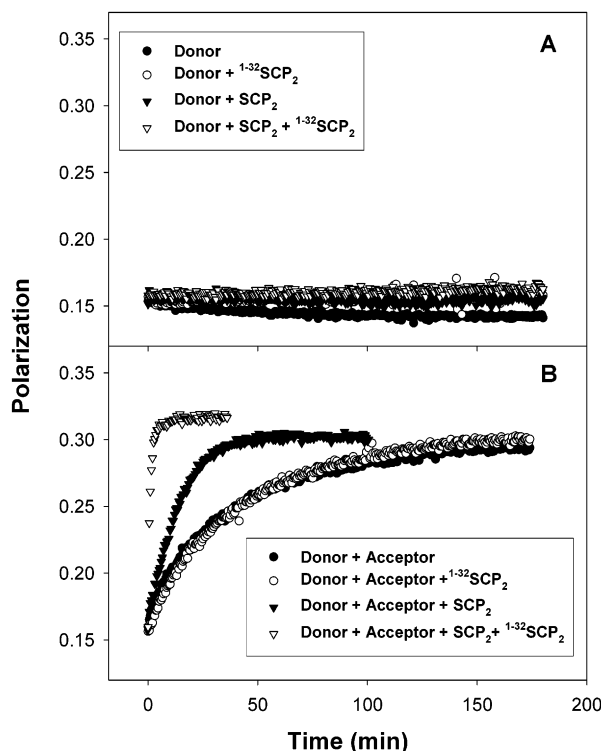 A
Donor
Donor + ¹⁻³²SCP₂
Donor + SCP₂
Donor + SCP₂ + ¹⁻³²SCP₂
0.35
0.30
0.25
0.20
0.15
Polarization
B
0.35
0.30
0.25
0.20
0.15
Donor + Acceptor
Donor + Acceptor +¹⁻³²SCP₂
Donor + Acceptor + SCP₂
Donor + Acceptor + SCP₂+ ¹⁻³²SCP₂
0 50 100 150 200
Time (min)